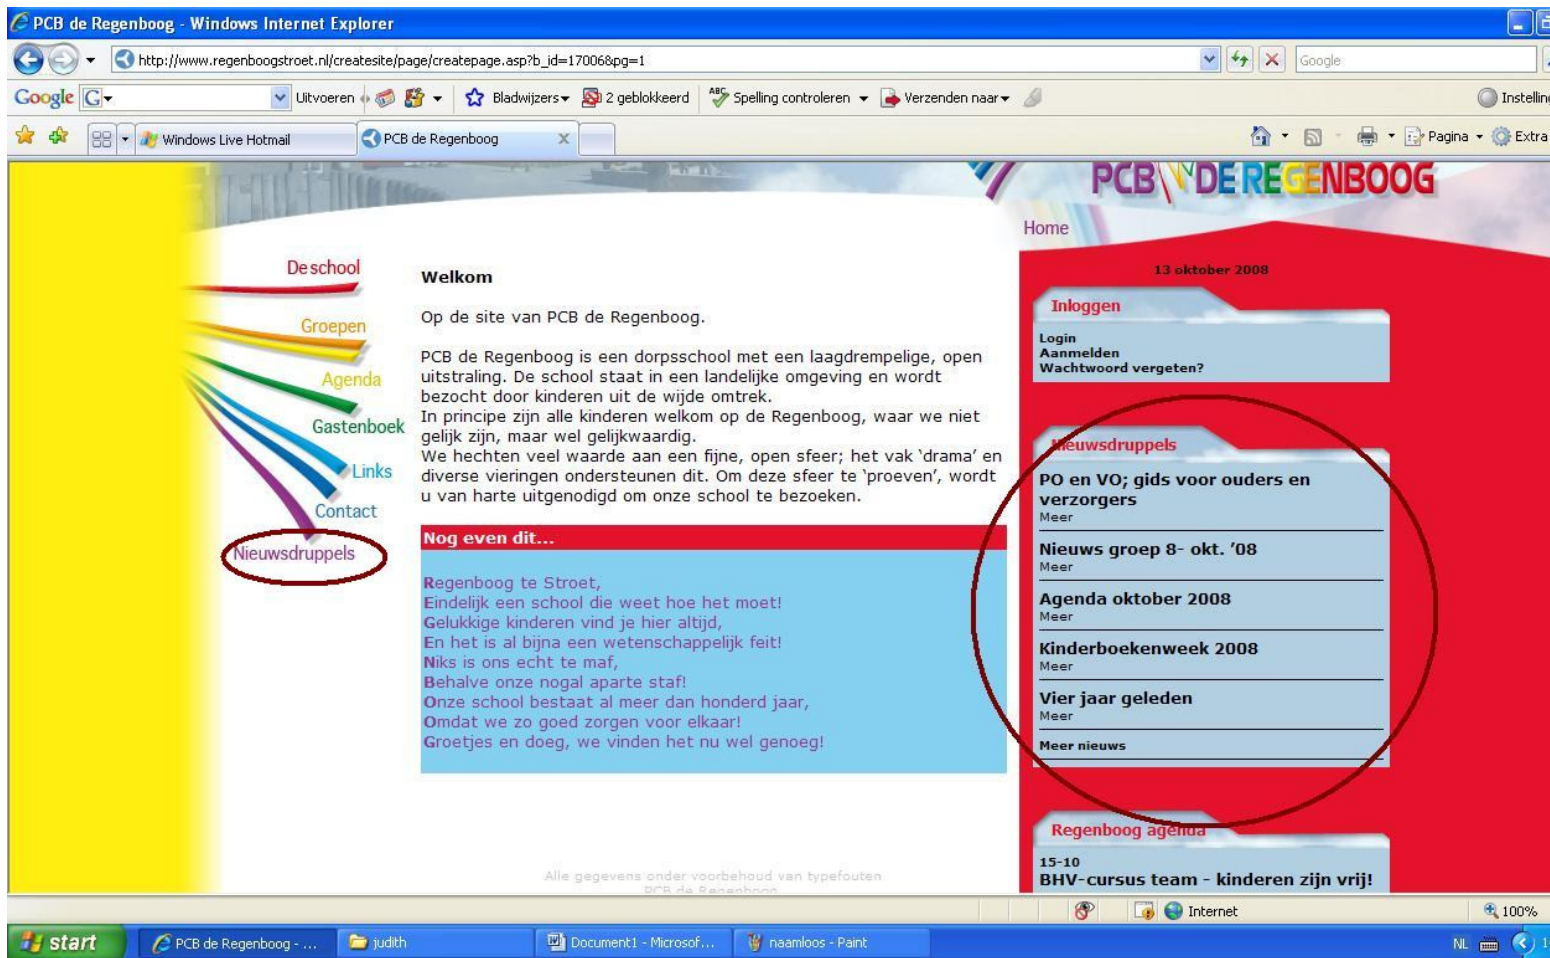 PCB de Regenboog - Windows Internet Explorer
http://www.regenboogstroet.nl/createsite/page/createpage.asp?b_id=17006&pg=1
Google
Google G Uitvoeren Bladwijzers 2 geblokkeerd ABC Spelling controleren Verzenden naar Instelling
Windows Live Hotmail PCB de Regenboog X Pagina Extra
PCB DE REGENBOOG
Home
De school
Groepen
Agenda
Gastenboek
Links
Contact
Nieuwsdruppels
Welkom
Op de site van PCB de Regenboog.
PCB de Regenboog is een dorpsschool met een laagdrempelige, open
uitstraling. De school staat in een landelijke omgeving en wordt
bezocht door kinderen uit de wijde omtrek.
In principe zijn alle kinderen welkom op de Regenboog, waar we niet
gelijk zijn, maar wel gelijkwaardig.
We hechten veel waarde aan een fijne, open sfeer; het vak ‘drama’ en
diverse vieringen ondersteunen dit. Om deze sfeer te ‘proeven’, wordt
u van harte uitgenodigd om onze school te bezoeken.
Nog even dit...
Regenboog te Stroet,
Eindelijk een school die weet hoe het moet!
Gelukkige kinderen vind je hier altijd,
En het is al bijna een wetenschappelijk feit!
Niks is ons echt te maf,
Behalve onze nogal aparte staf!
Onze school bestaat al meer dan honderd jaar,
Omdat we zo goed zorgen voor elkaar!
Groetjes en doeg, we vinden het nu wel genoeg!
Alle gegevens onder voorbehoud van typefouten
PCB de Regenboog
13 oktober 2008
Inloggen
Login
Aanmelden
Wachtwoord vergeten?
Nieuwsdruppels
PO en VO; gids voor ouders en
verzorgers
Meer
Nieuws groep 8- okt. ’08
Meer
Agenda oktober 2008
Meer
Kinderboekenweek 2008
Meer
Vier jaar geleden
Meer
Meer nieuws
Regenboog agenda
15-10
BHV-cursus team - kinderen zijn vrij!
Internet 100%
start PCB de Regenboog - ... judith Document1 - Microsof... naamloos - Paint NL